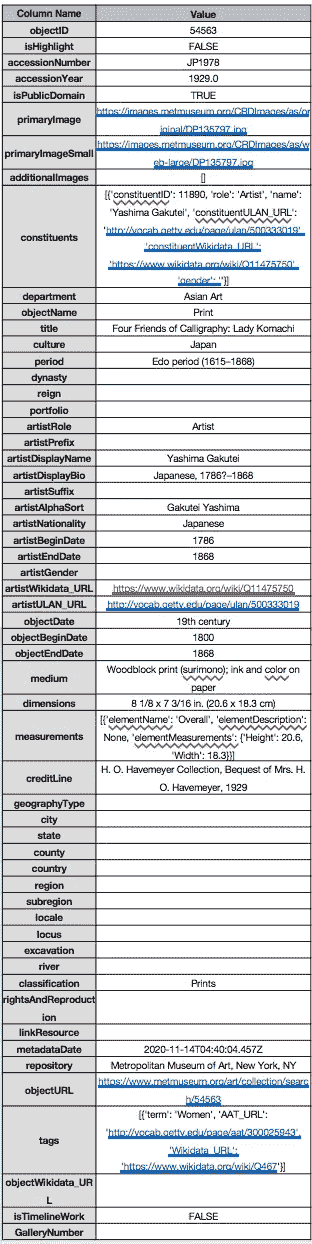 Column Name Value
objectID 54563
isHighlight FALSE
accessionNumber JP1978
accessionYear 1929.0
isPublicDomain TRUE
primaryImage https://images.metmuseum.org/CRDImages/as/or
iginal/DP135797.jpg
primaryImageSmall https://images.metmuseum.org/CRDImages/as/w
eb-large/DP135797.jpg
additionalImages []
constituents [{'constituentID': 11890, 'role': 'Artist', 'name':
'Yashima Gakutei', 'constituentULAN_URL':
'http://vocab.getty.edu/page/ulan/500333019',
'constituentWikidata_URL':
'https://www.wikidata.org/wiki/Q11475750',
'gender': ''}]
department Asian Art
objectName Print
title Four Friends of Calligraphy: Lady Komachi
culture Japan
period Edo period (1615–1868)
dynasty
reign
portfolio
artistRole Artist
artistPrefix
artistDisplayName Yashima Gakutei
artistDisplayBio Japanese, 1786?–1868
artistSuffix
artistAlphaSort Gakutei Yashima
artistNationality Japanese
artistBeginDate 1786
artistEndDate 1868
artistGender
artistWikidata_URL https://www.wikidata.org/wiki/Q11475750
artistULAN_URL http://vocab.getty.edu/page/ulan/500333019
objectDate 19th century
objectBeginDate 1800
objectEndDate 1868
medium Woodblock print (surimono); ink and color on
paper
dimensions 8 1/8 x 7 3/16 in. (20.6 x 18.3 cm)
measurements [{'elementName': 'Overall', 'elementDescription':
None, 'elementMeasurements': {'Height': 20.6,
'Width': 18.3}}]
creditLine H. O. Havemeyer Collection, Bequest of Mrs. H.
O. Havemeyer, 1929
geographyType
city
state
county
country
region
subregion
locale
locus
excavation
river
classification Prints
rightsAndReproduct
ion
linkResource
metadataDate 2020-11-14T04:40:04.457Z
repository Metropolitan Museum of Art, New York, NY
objectURL https://www.metmuseum.org/art/collection/searc
h/54563
tags [{'term': 'Women', 'AAT_URL':
'http://vocab.getty.edu/page/aat/300025943',
'Wikidata_URL':
'https://www.wikidata.org/wiki/Q467'}]
objectWikidata_UR
L
isTimelineWork FALSE
GalleryNumber